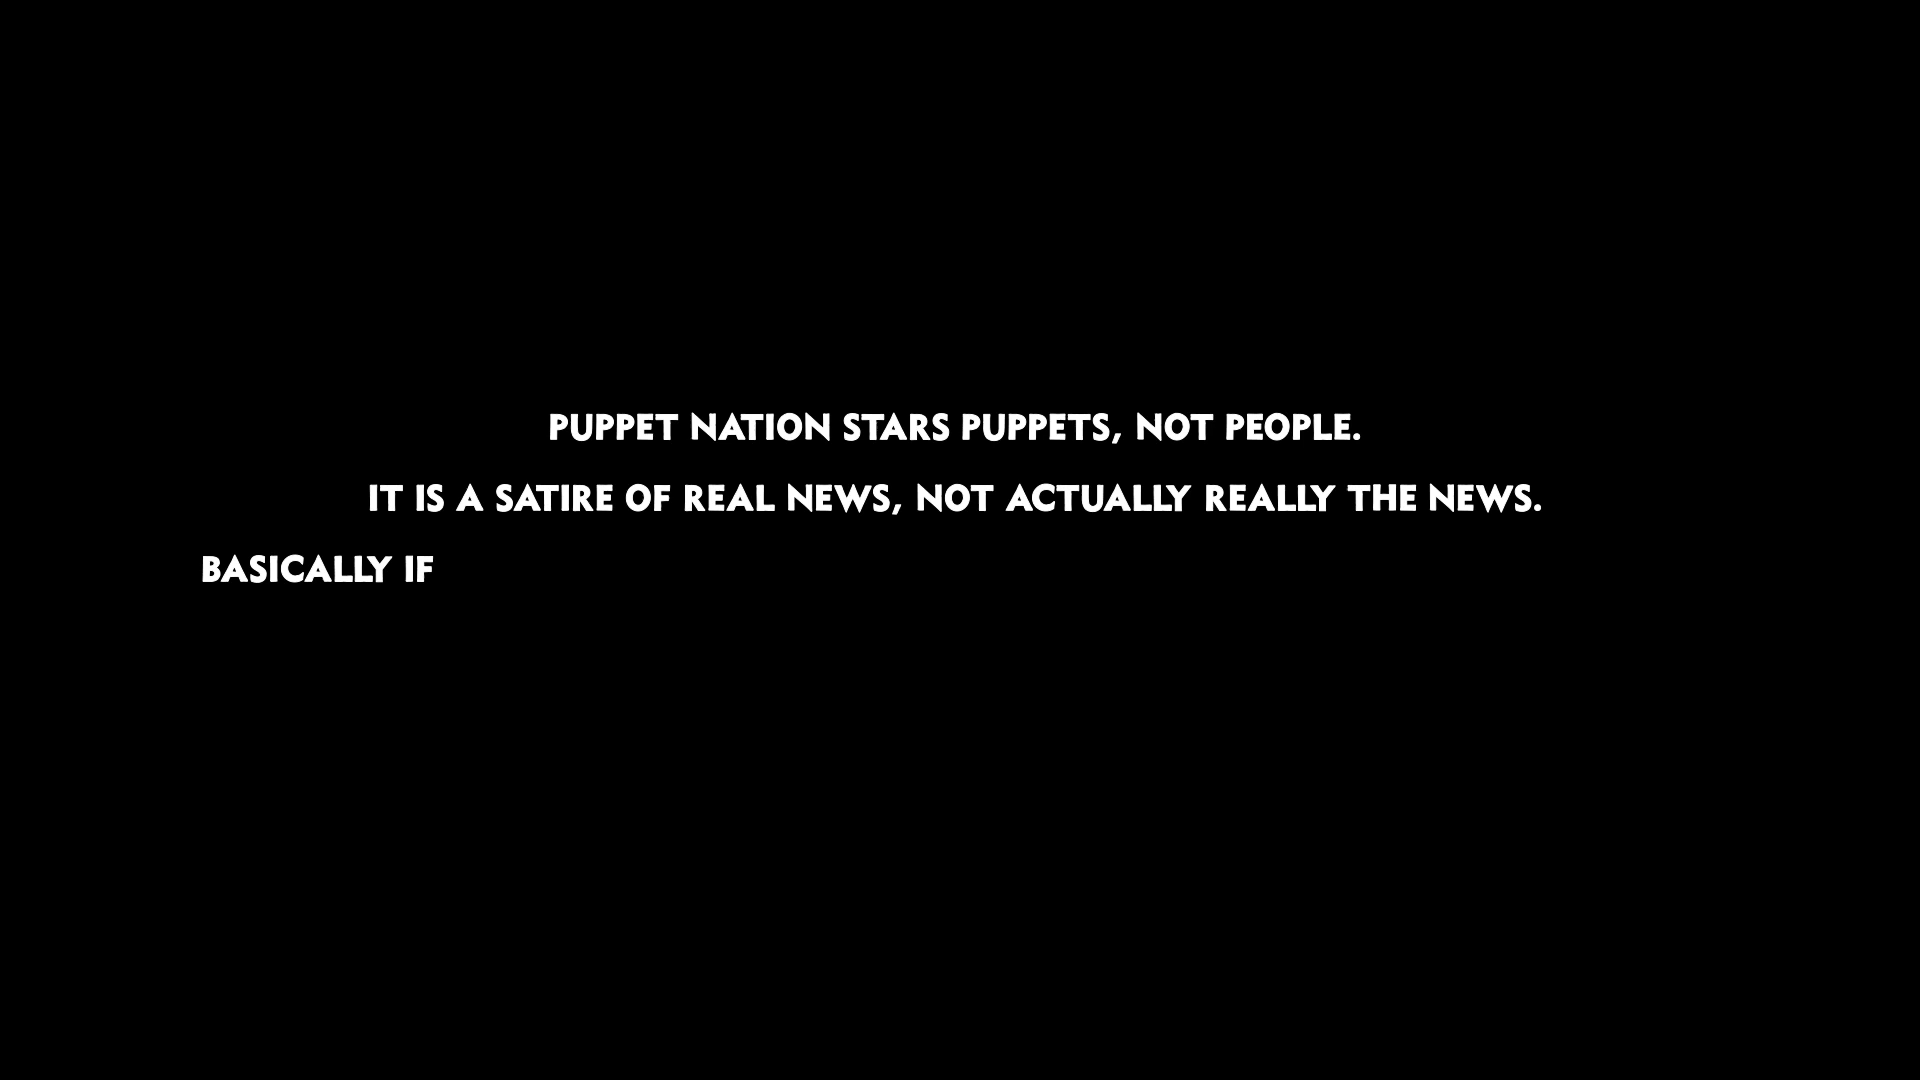 PUPPET NATION STARS PUPPETS, NOT PEOPLE.
IT IS A SATIRE OF REAL NEWS, NOT ACTUALLY REALLY THE NEWS.
BASICALLY IF